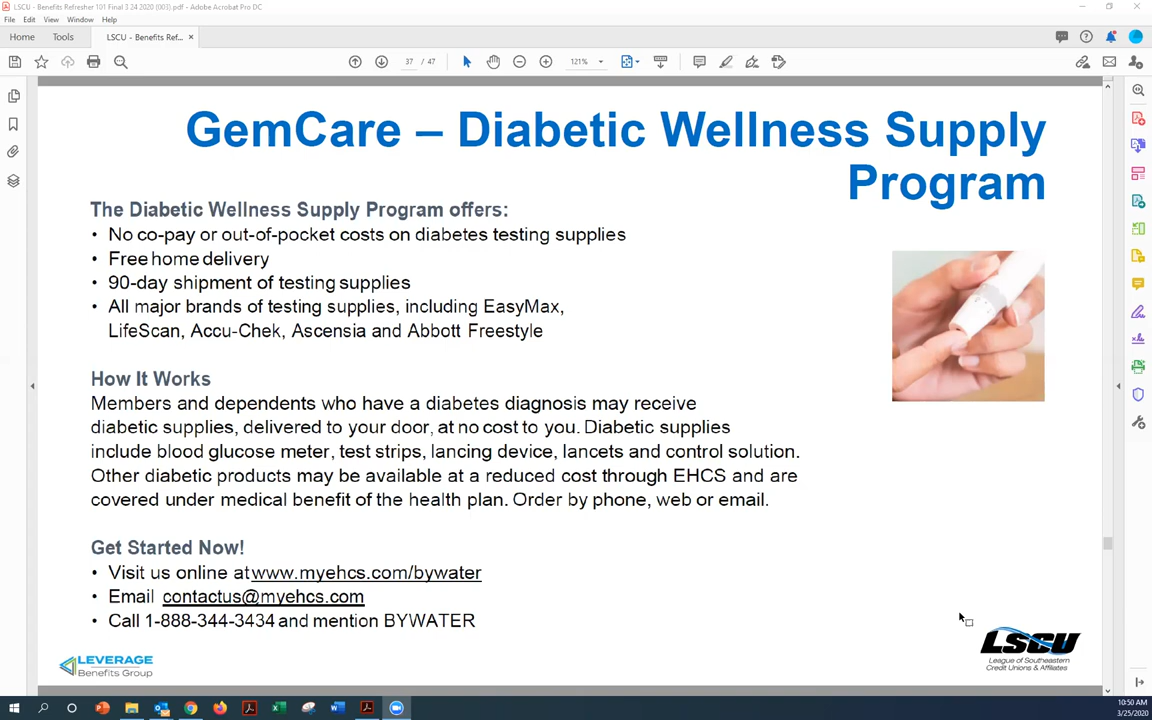 LSCU - Benefits Refresher 101 Final 3 24 2020 (003).pdf - Adobe Acrobat Pro DC
File Edit View Window Help
Home Tools LSCU - Benefits Ref... ×
37 / 47 121%
GemCare – Diabetic Wellness Supply
Program
The Diabetic Wellness Supply Program offers:
• No co-pay or out-of-pocket costs on diabetes testing supplies
• Free home delivery
• 90-day shipment of testing supplies
• All major brands of testing supplies, including EasyMax,
LifeScan, Accu-Chek, Ascensia and Abbott Freestyle
How It Works
Members and dependents who have a diabetes diagnosis may receive
diabetic supplies, delivered to your door, at no cost to you. Diabetic supplies
include blood glucose meter, test strips, lancing device, lancets and control solution.
Other diabetic products may be available at a reduced cost through EHCS and are
covered under medical benefit of the health plan. Order by phone, web or email.
Get Started Now!
• Visit us online at www.myehcs.com/bywater
• Email contactus@myehcs.com
• Call 1-888-344-3434 and mention BYWATER
LEVERAGE
Benefits Group
LSCU
League of Southeastern
Credit Unions & Affiliates
10:50 AM
3/25/2020